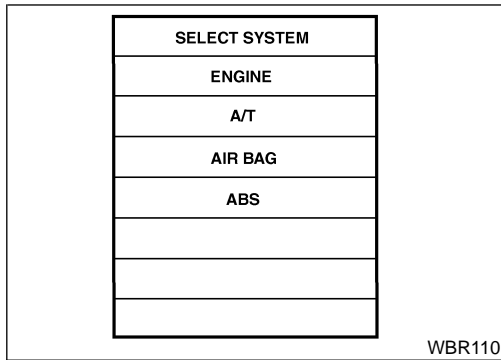 SELECT SYSTEM
ENGINE
A/T
AIR BAG
ABS
WBR110